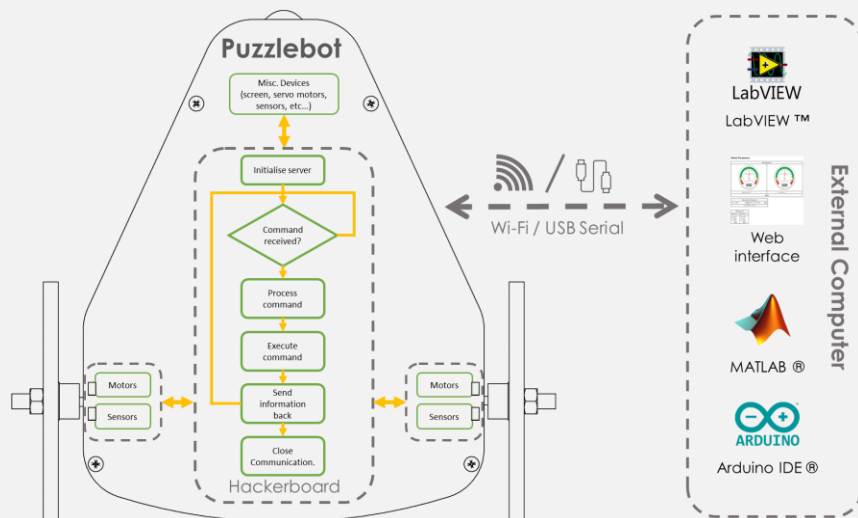 Puzzlebot
Misc. Devices
(screen, servo motors,
sensors, etc...)
Initialise server
Command
received?
Process
command
Execute
command
Send
information
back
Close
Communication.
Hackerboard
Motors
Sensors
Motors
Sensors
Wi-Fi / USB Serial
LabVIEW
LabVIEW ™
Web
interface
MATLAB ®
ARDUINO
Arduino IDE ®
External Computer